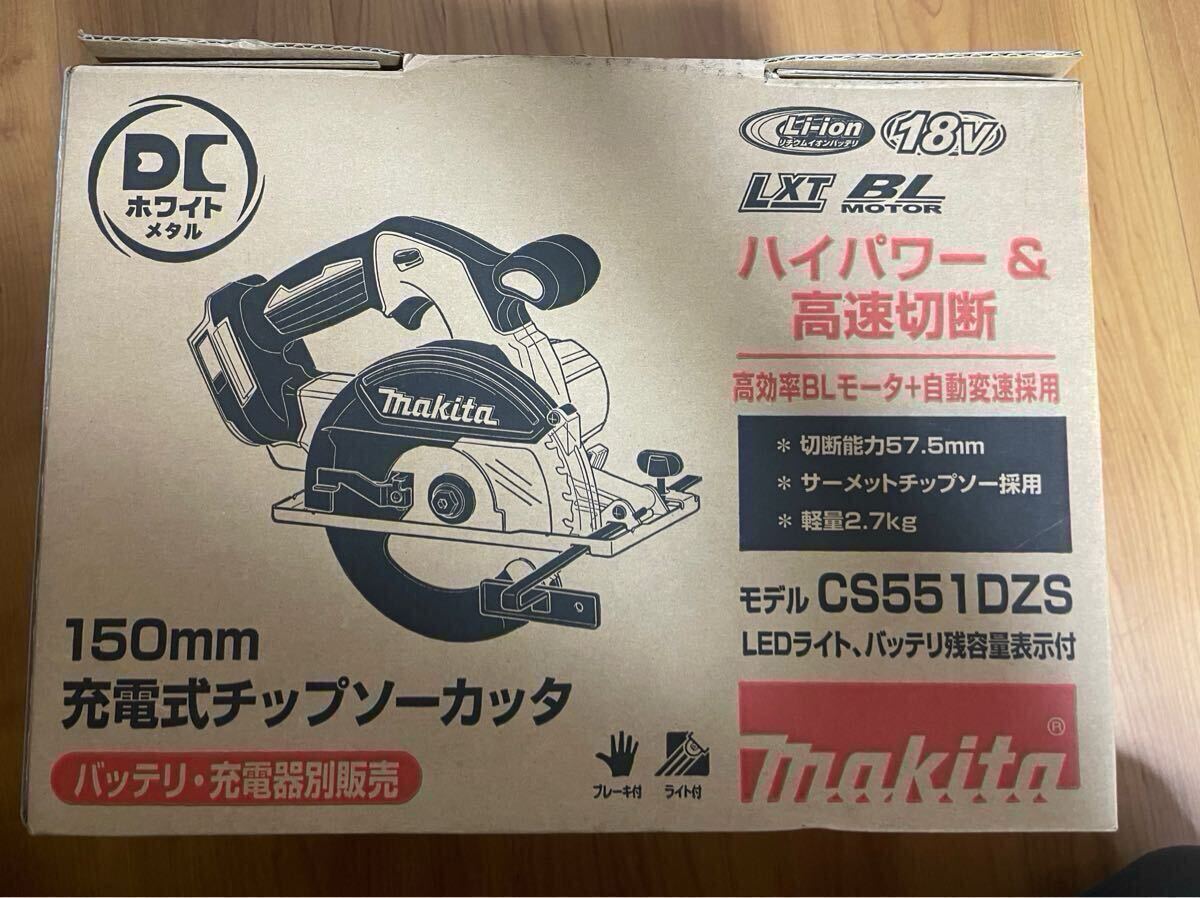 DC
ホワイト
メタル
Li-ion
リチウムイオンバッテリ
18V
LXT
BL
MOTOR
ハイパワー &
高速切断
高効率BLモータ+自動変速採用
* 切断能力57.5mm
* サーメットチップソー採用
* 軽量2.7kg
makita
モデル CS551DZS
LEDライト、バッテリ残容量表示付
150mm
充電式チップソーカッタ
バッテリ・充電器別販売
ブレーキ付
ライト付
makita®